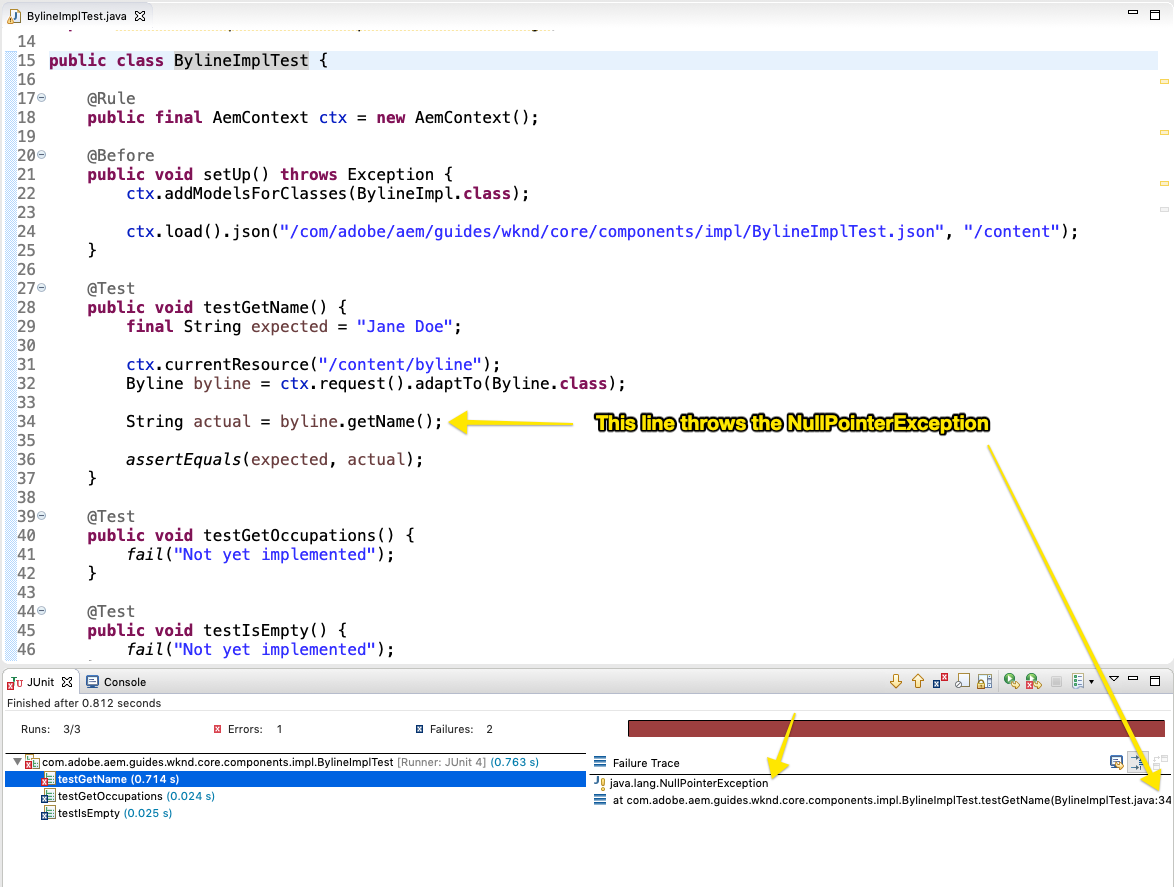 BylineImplTest.java
14
15 public class BylineImplTest {
16
17 @Rule
18 public final AemContext ctx = new AemContext();
19
20 @Before
21 public void setUp() throws Exception {
22 ctx.addModelsForClasses(BylineImpl.class);
23
24 ctx.load().json("/com/adobe/aem/guides/wknd/core/components/impl/BylineImplTest.json", "/content");
25 }
26
27 @Test
28 public void testGetName() {
29 final String expected = "Jane Doe";
30
31 ctx.currentResource("/content/byline");
32 Byline byline = ctx.request().adaptTo(Byline.class);
33
34 String actual = byline.getName(); This line throws the NullPointerException
35
36 assertEquals(expected, actual);
37 }
38
39 @Test
40 public void testGetOccupations() {
41 fail("Not yet implemented");
42 }
43
44 @Test
45 public void testIsEmpty() {
46 fail("Not yet implemented");
JUnit Console
Finished after 0.812 seconds
Runs: 3/3 Errors: 1 Failures: 2
com.adobe.aem.guides.wknd.core.components.impl.BylineImplTest [Runner: JUnit 4] (0.763 s)
testGetName (0.714 s)
testGetOccupations (0.024 s)
testIsEmpty (0.025 s)
Failure Trace
java.lang.NullPointerException
at com.adobe.aem.guides.wknd.core.components.impl.BylineImplTest.testGetName(BylineImplTest.java:34